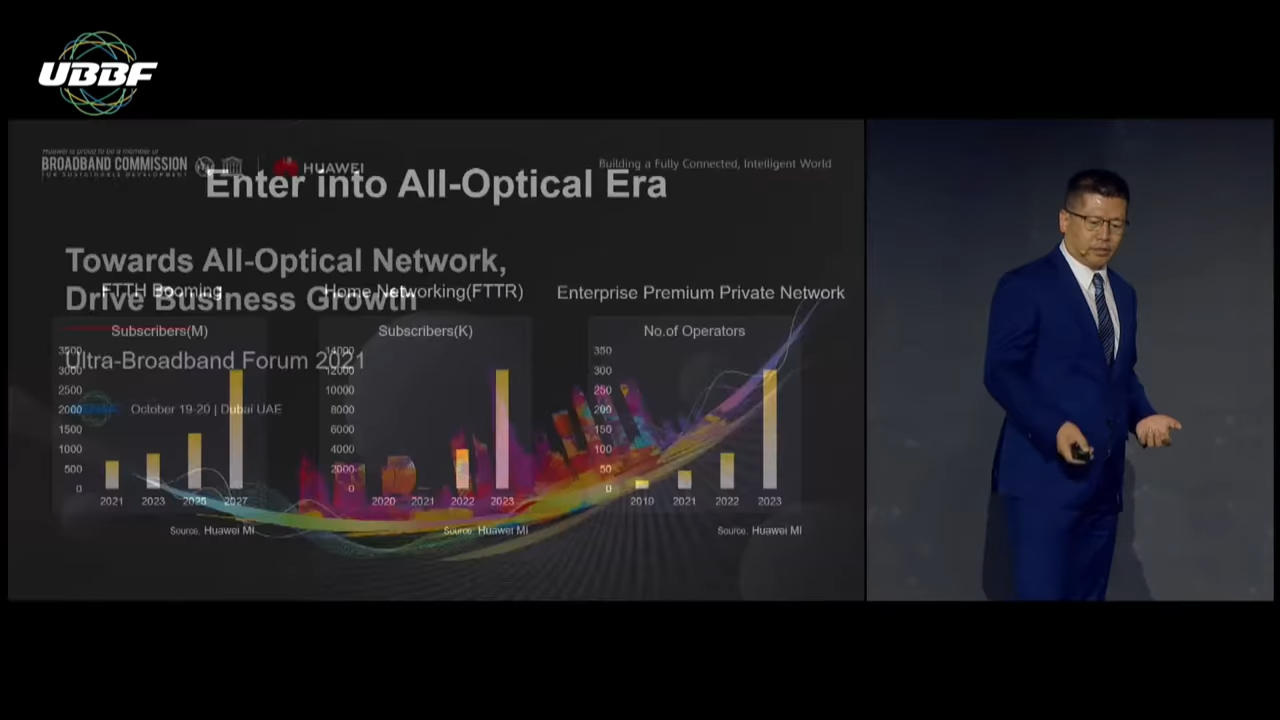 UBBF
Huawei is proud to be a member of
BROADBAND COMMISSION
FOR SUSTAINABLE DEVELOPMENT
HUAWEI
Building a Fully Connected, Intelligent World
Enter into All-Optical Era
Towards All-Optical Network,
Drive Business Growth
Ultra-Broadband Forum 2021
October 19-20 | Dubai UAE
FTTH Booming
Subscribers(M)
3500
3000
2500
2000
1500
1000
500
0
2021 2023 2025 2027
Source: Huawei MI
Home Networking(FTTR)
Subscribers(K)
14000
12000
10000
8000
6000
4000
2000
0
2020 2021 2022 2023
Source: Huawei MI
Enterprise Premium Private Network
No.of Operators
350
300
250
200
150
100
50
0
2019 2021 2022 2023
Source: Huawei MI